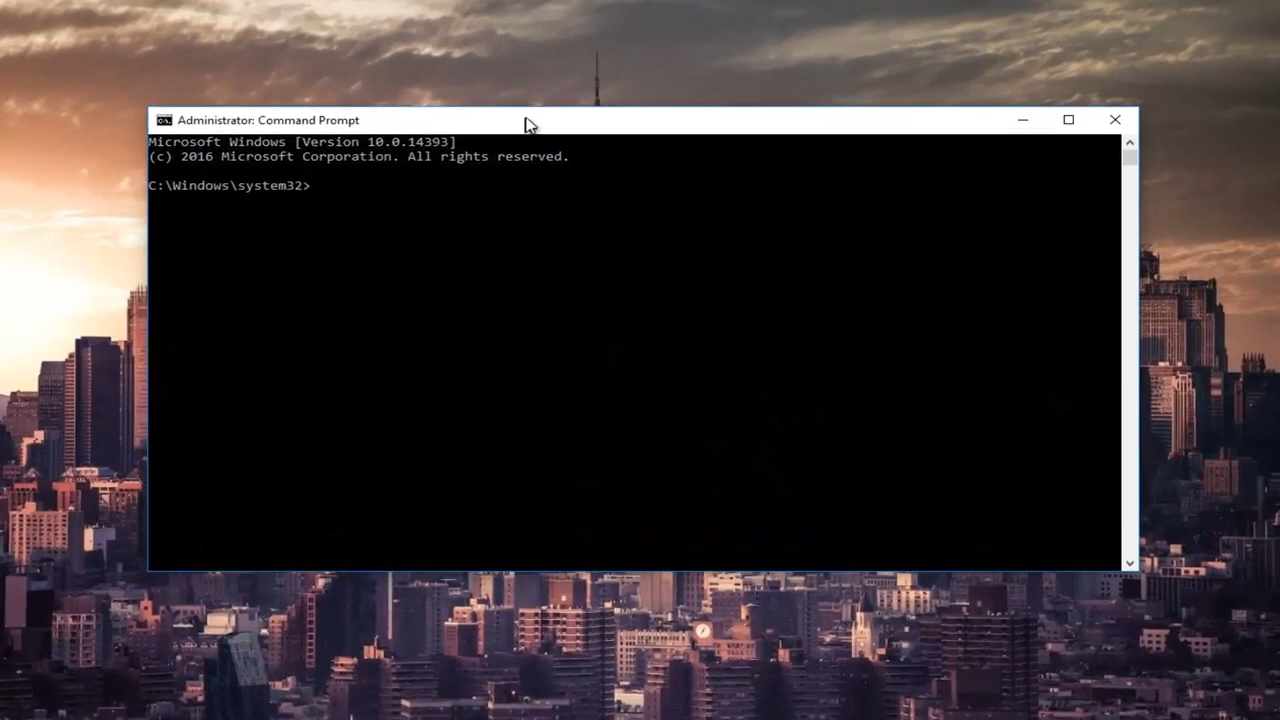 Administrator: Command Prompt
Microsoft Windows [Version 10.0.14393]
(c) 2016 Microsoft Corporation. All rights reserved.
C:\Windows\system32>